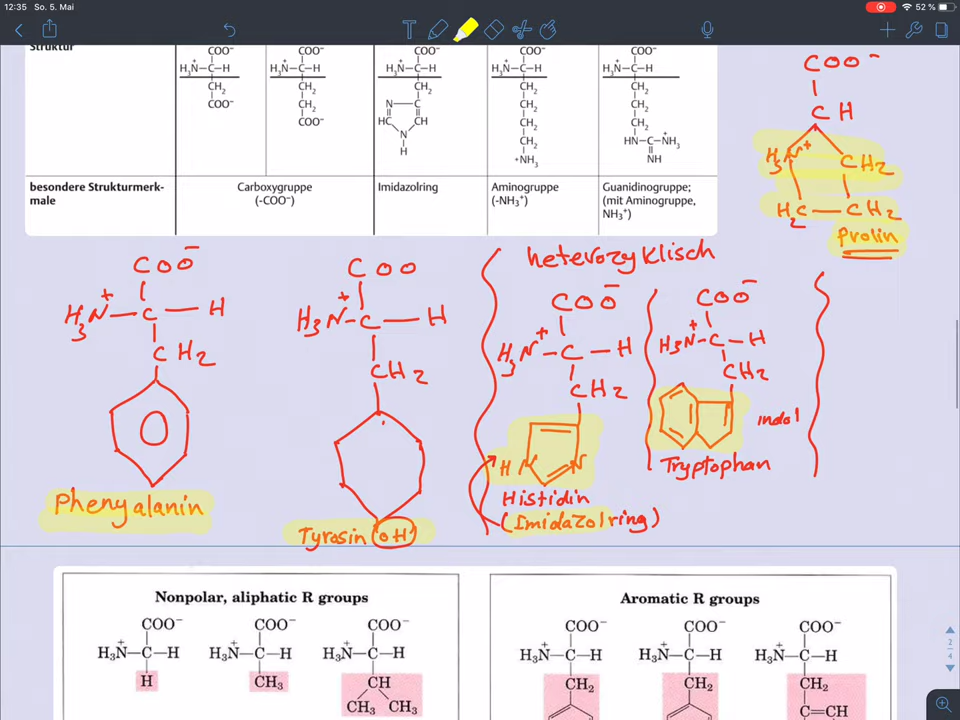 12:35 So. 5. Mai
52 %
Struktur
COO⁻
H₃N⁺–C–H
CH₂
COO⁻
COO⁻
H₃N⁺–C–H
CH₂
CH₂
COO⁻
COO⁻
H₃N⁺–C–H
CH₂
N C
HC CH
N
H
COO⁻
H₃N⁺–C–H
CH₂
CH₂
CH₂
CH₂
⁺NH₃
COO⁻
H₃N⁺–C–H
CH₂
CH₂
CH₂
HN–C–NH₃⁺
NH
besondere Strukturmerk-
male
Carboxygruppe
(-COO⁻)
Imidazolring
Aminogruppe
(-NH₃⁺)
Guanidinogruppe;
(mit Aminogruppe,
NH₃⁺)
COO⁻
CH
H₃N⁺ CH₂
H₂C–CH₂
Prolin
COO⁻
H₃N⁺–C–H
CH₂
Phenyalanin
COO
H₃N⁺–C–H
CH₂
Tyrosin OH
heterozyklisch
COO⁻
H₃N⁺–C–H
CH₂
HN N
Histidin
(Imidazolring)
COO⁻
H₃N⁺–C–H
CH₂
indol
Tryptophan
Nonpolar, aliphatic R groups
COO⁻
H₃N⁺–C–H
H
COO⁻
H₃N⁺–C–H
CH₃
COO⁻
H₃N⁺–C–H
CH
CH₃ CH₃
Aromatic R groups
COO⁻
H₃N⁺–C–H
CH₂
COO⁻
H₃N⁺–C–H
CH₂
COO⁻
H₃N⁺–C–H
CH₂
C=CH
2
4